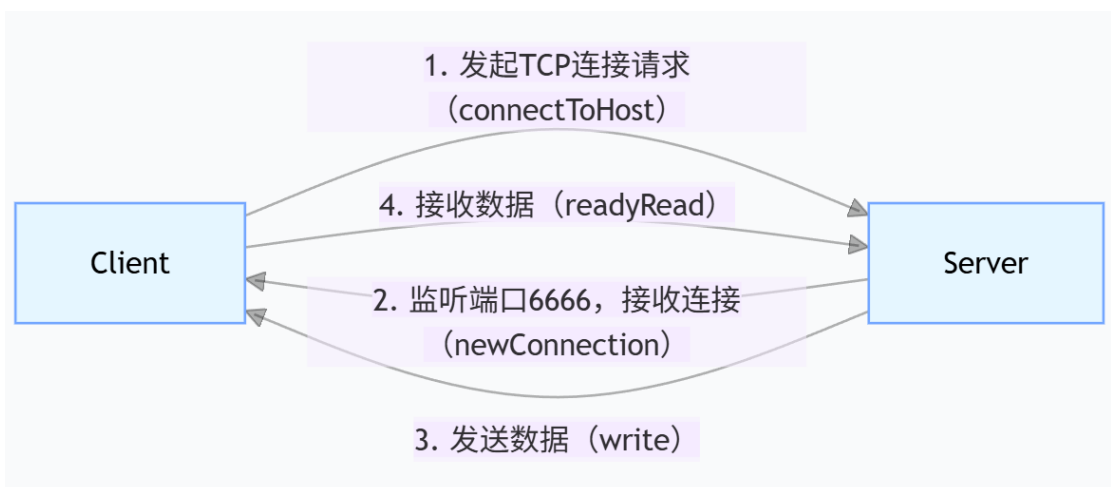 1. 发起TCP连接请求
（connectToHost）
4. 接收数据（readyRead）
Client
Server
2. 监听端口6666，接收连接
（newConnection）
3. 发送数据（write）